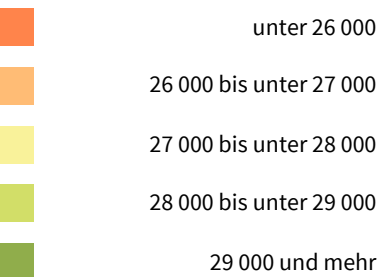 unter 26 000
26 000 bis unter 27 000
27 000 bis unter 28 000
28 000 bis unter 29 000
29 000 und mehr